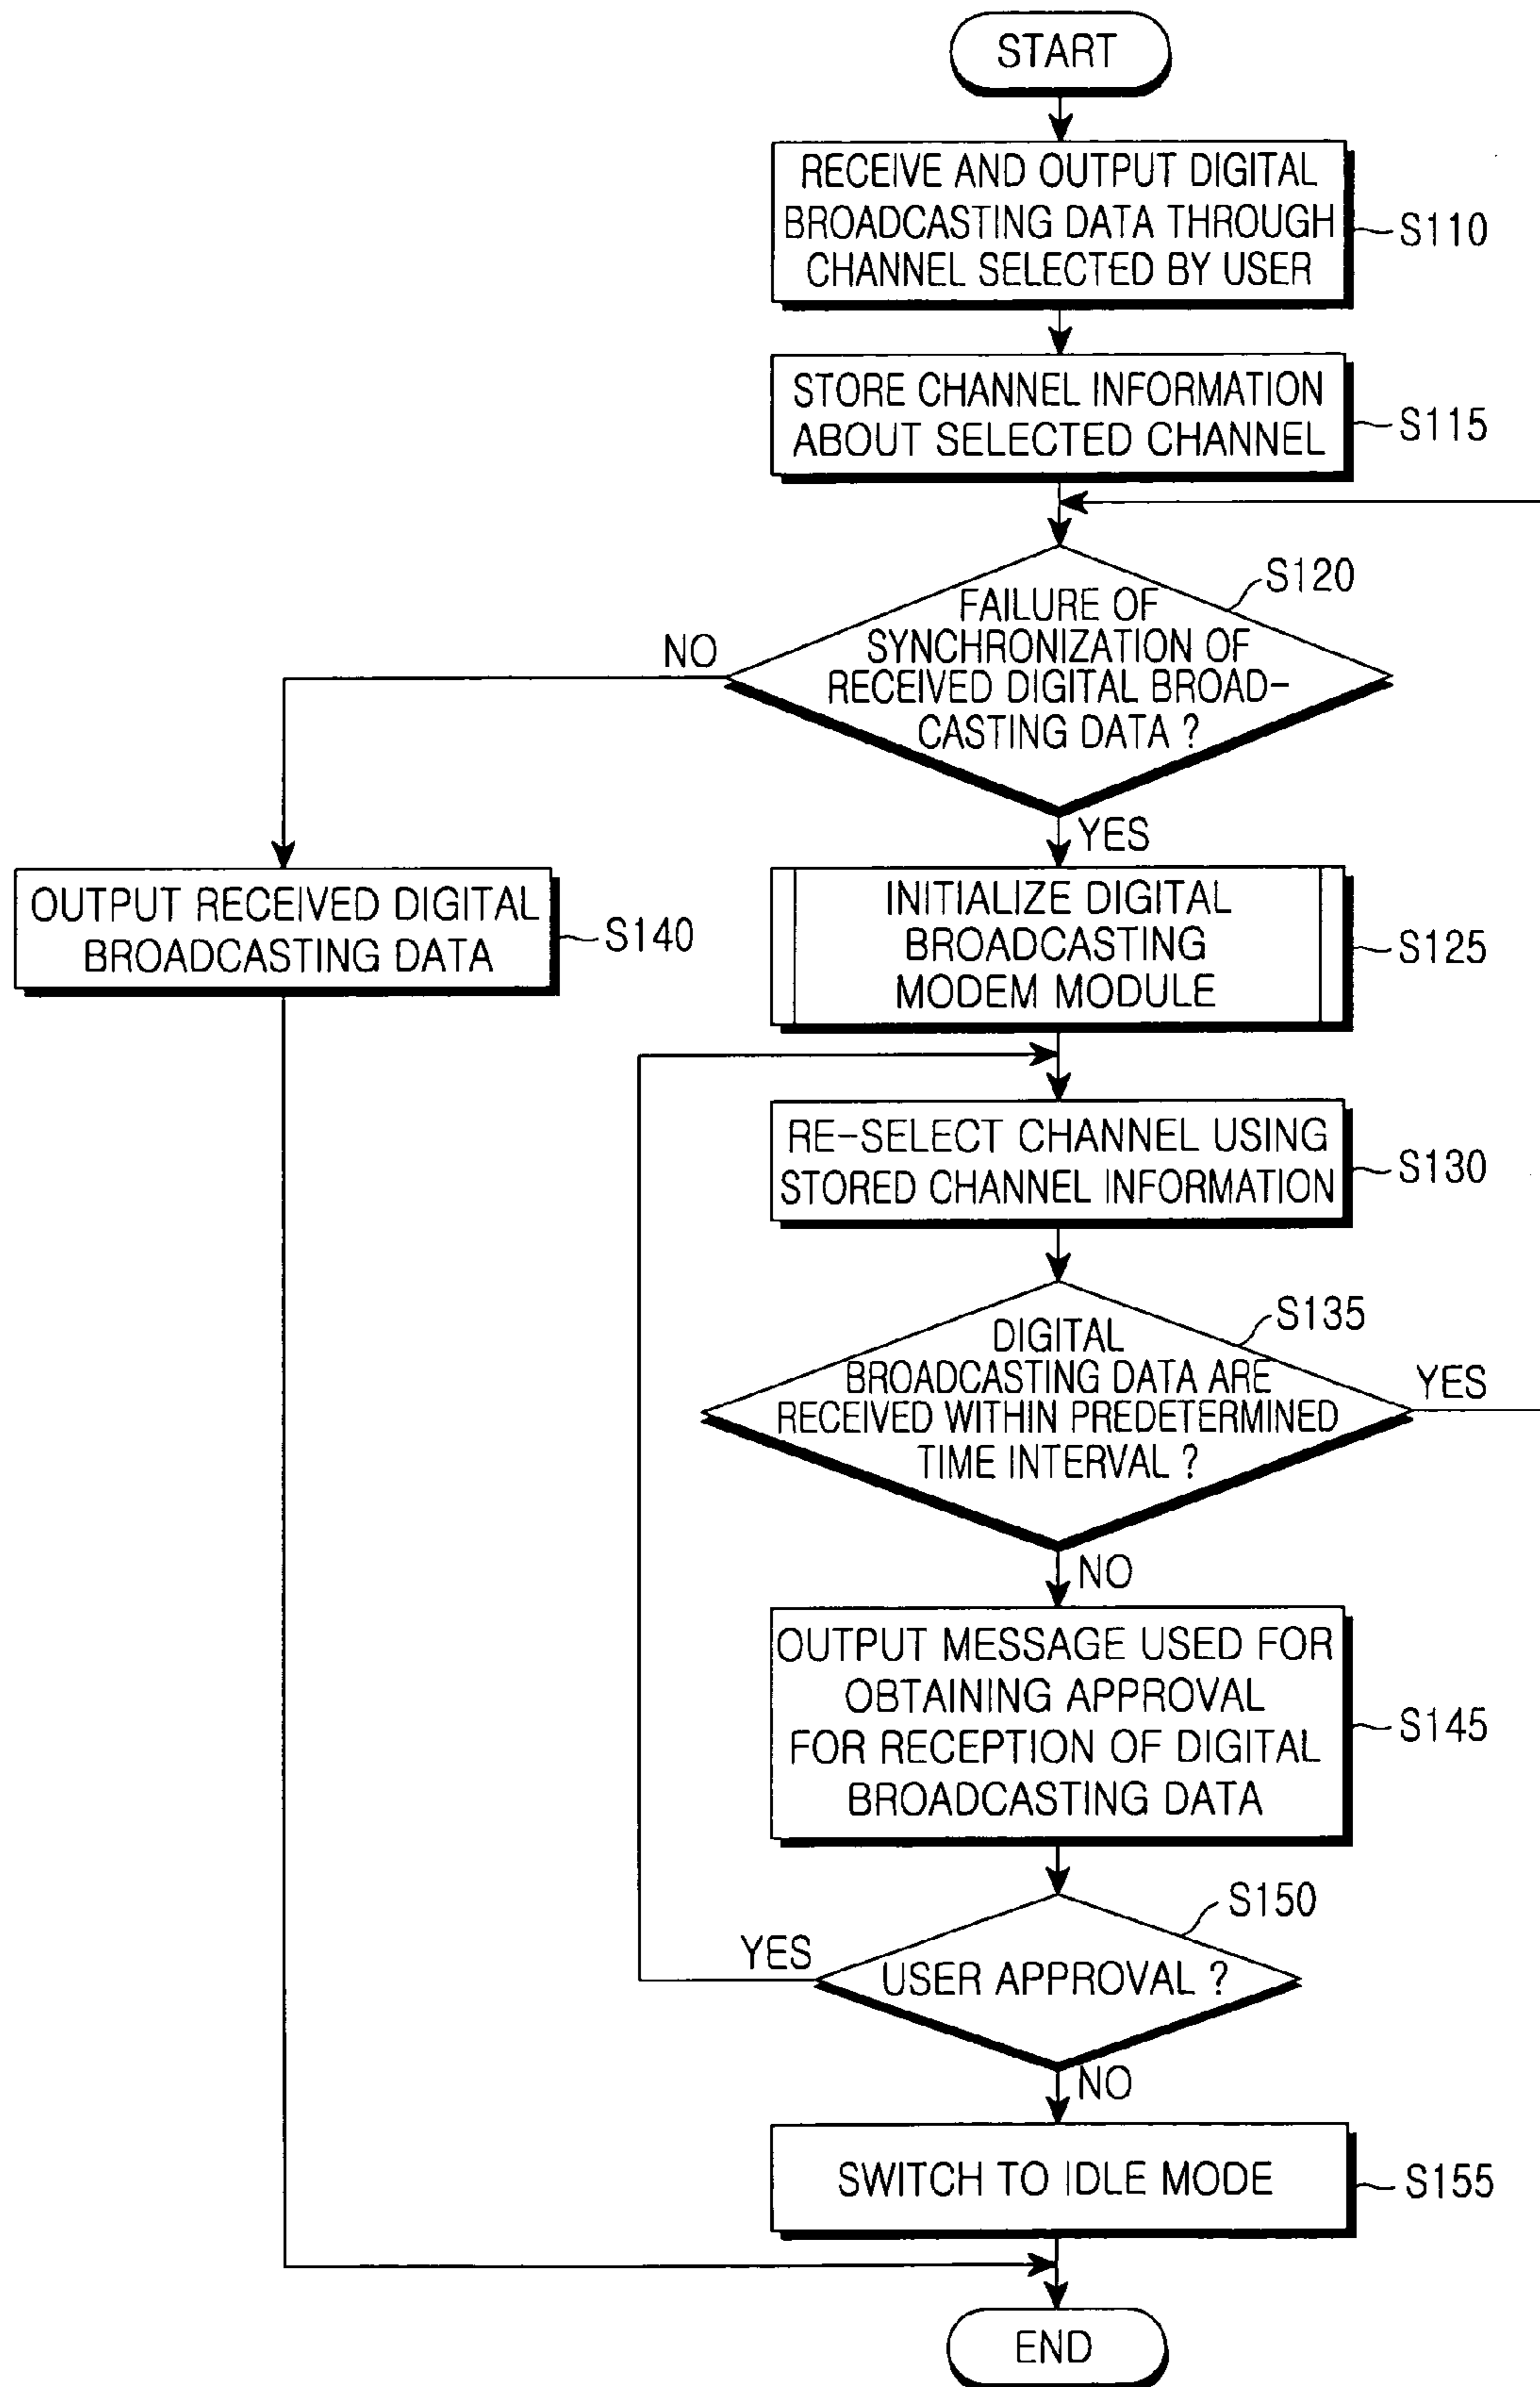 START
RECEIVE AND OUTPUT DIGITAL
BROADCASTING DATA THROUGH
CHANNEL SELECTED BY USER
S110
STORE CHANNEL INFORMATION
ABOUT SELECTED CHANNEL
S115
S120
FAILURE OF
SYNCHRONIZATION OF
RECEIVED DIGITAL BROAD-
CASTING DATA ?
NO
YES
OUTPUT RECEIVED DIGITAL
BROADCASTING DATA
S140
INITIALIZE DIGITAL
BROADCASTING
MODEM MODULE
S125
RE-SELECT CHANNEL USING
STORED CHANNEL INFORMATION
S130
S135
DIGITAL
BROADCASTING DATA ARE
RECEIVED WITHIN PREDETERMINED
TIME INTERVAL ?
YES
NO
OUTPUT MESSAGE USED FOR
OBTAINING APPROVAL
FOR RECEPTION OF DIGITAL
BROADCASTING DATA
S145
S150
YES
USER APPROVAL ?
NO
SWITCH TO IDLE MODE
S155
END